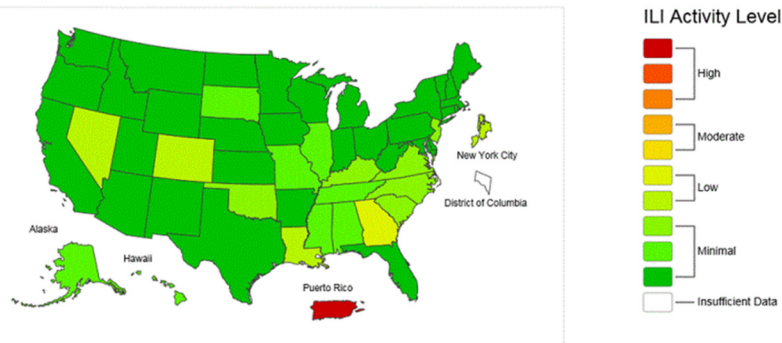 ILI Activity Level
High
Moderate
Low
Minimal
Insufficient Data
New York City
District of Columbia
Alaska
Hawaii
Puerto Rico